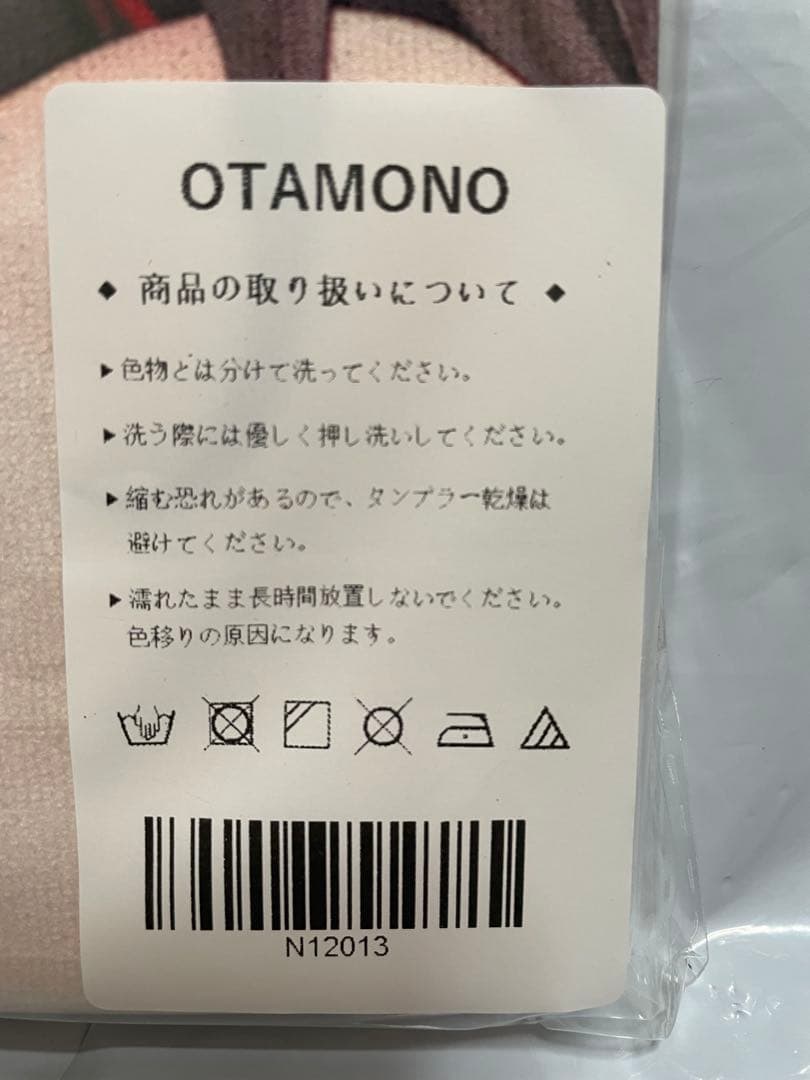 OTAMONO
◆ 商品の取り扱いについて ◆
▶色物とは分けて洗ってください。
▶洗う際には優しく押し洗いしてください。
▶縮む恐れがあるので、タンブラー乾燥は
避けてください。
▶濡れたまま長時間放置しないでください。
色移りの原因になります。
N12013